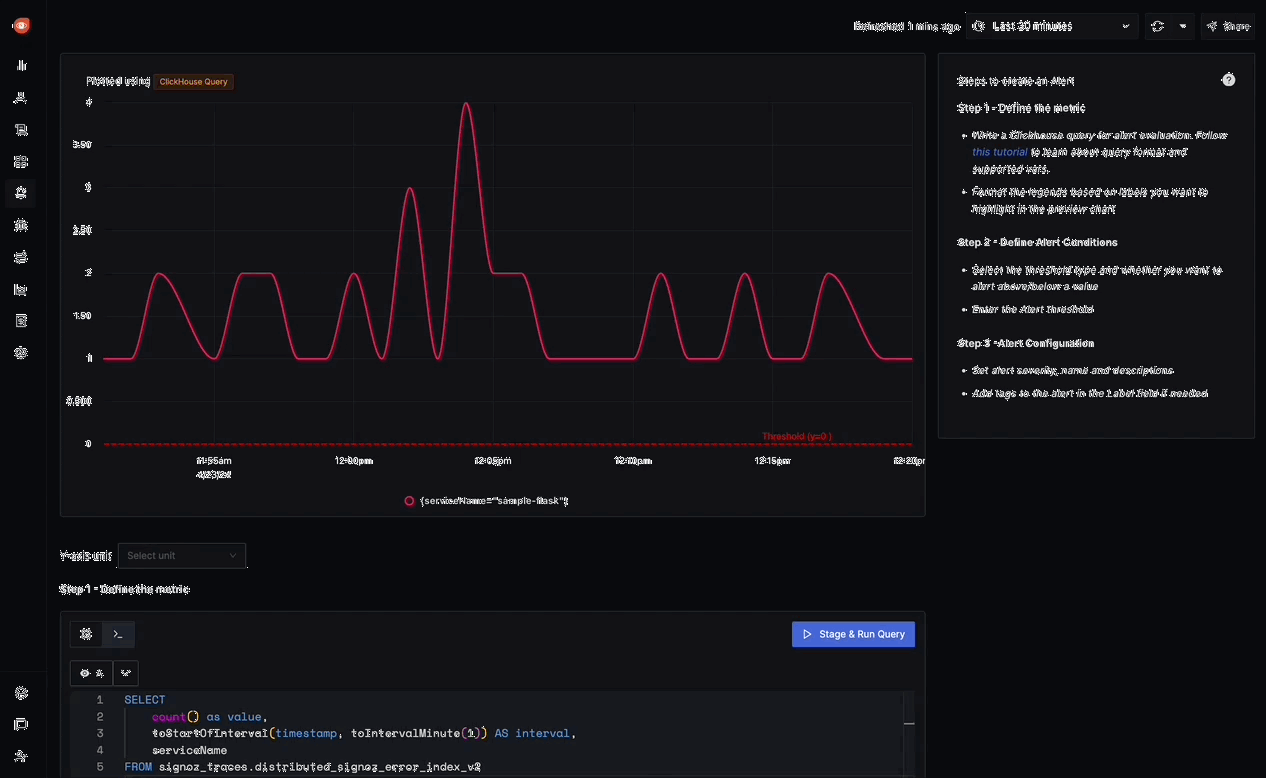 Refreshed 1 mins ago
Last 30 minutes
Share
Plotted using ClickHouse Query
4
3.50
3
2.50
2
1.50
1
0.500
0
Threshold (y=0 )
11:55am 12:00pm 12:05pm 12:10pm 12:15pm
{serviceName="sample-flask"}
Y-axis unit Select unit
Step 1 - Define the metric
Stage & Run Query
1 SELECT
2 count() as value,
3 toStartOfInterval(timestamp, toIntervalMinute(1)) AS interval,
4 serviceName
5 FROM signoz_traces.distributed_signoz_error_index_v2
Steps to create an Alert
Step 1 - Define the metric
Write a Clickhouse query for alert evaluation. Follow
this tutorial to learn about query format and
supported vars.
Format the legends based on labels you want to
highlight in the preview chart
Step 2 - Define Alert Conditions
Select the threshold type and whether you want to
alert above/below a value
Enter the Alert threshold
Step 3 -Alert Configuration
Set alert severity, name and descriptions
Add tags to the alert in the Label field if needed